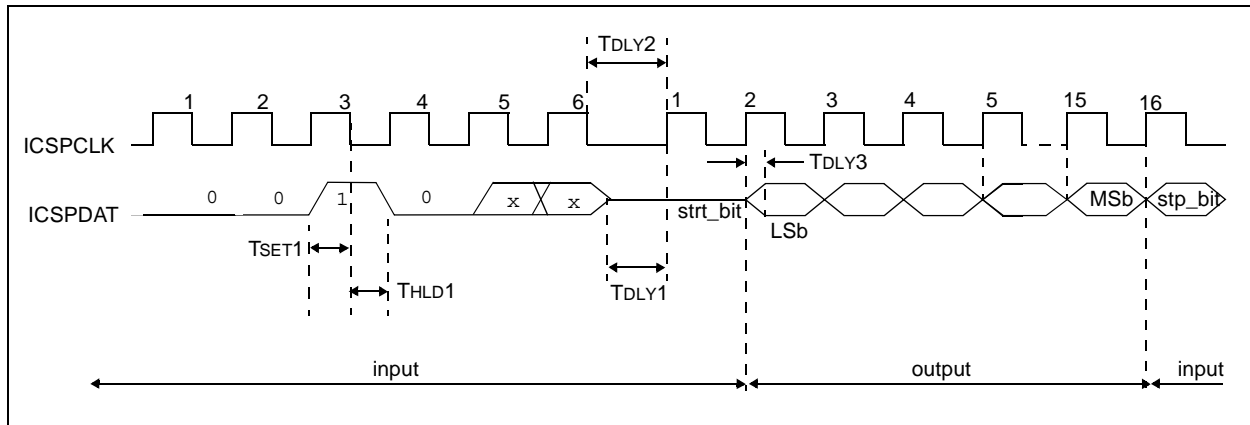 TDLY2
1 2 3 4 5 6 1 2 3 4 5 15 16
ICSPCLK
TDLY3
ICSPDAT
0 0 1 0 x x strt_bit LSb MSb stp_bit
TSET1
THLD1
TDLY1
input output input